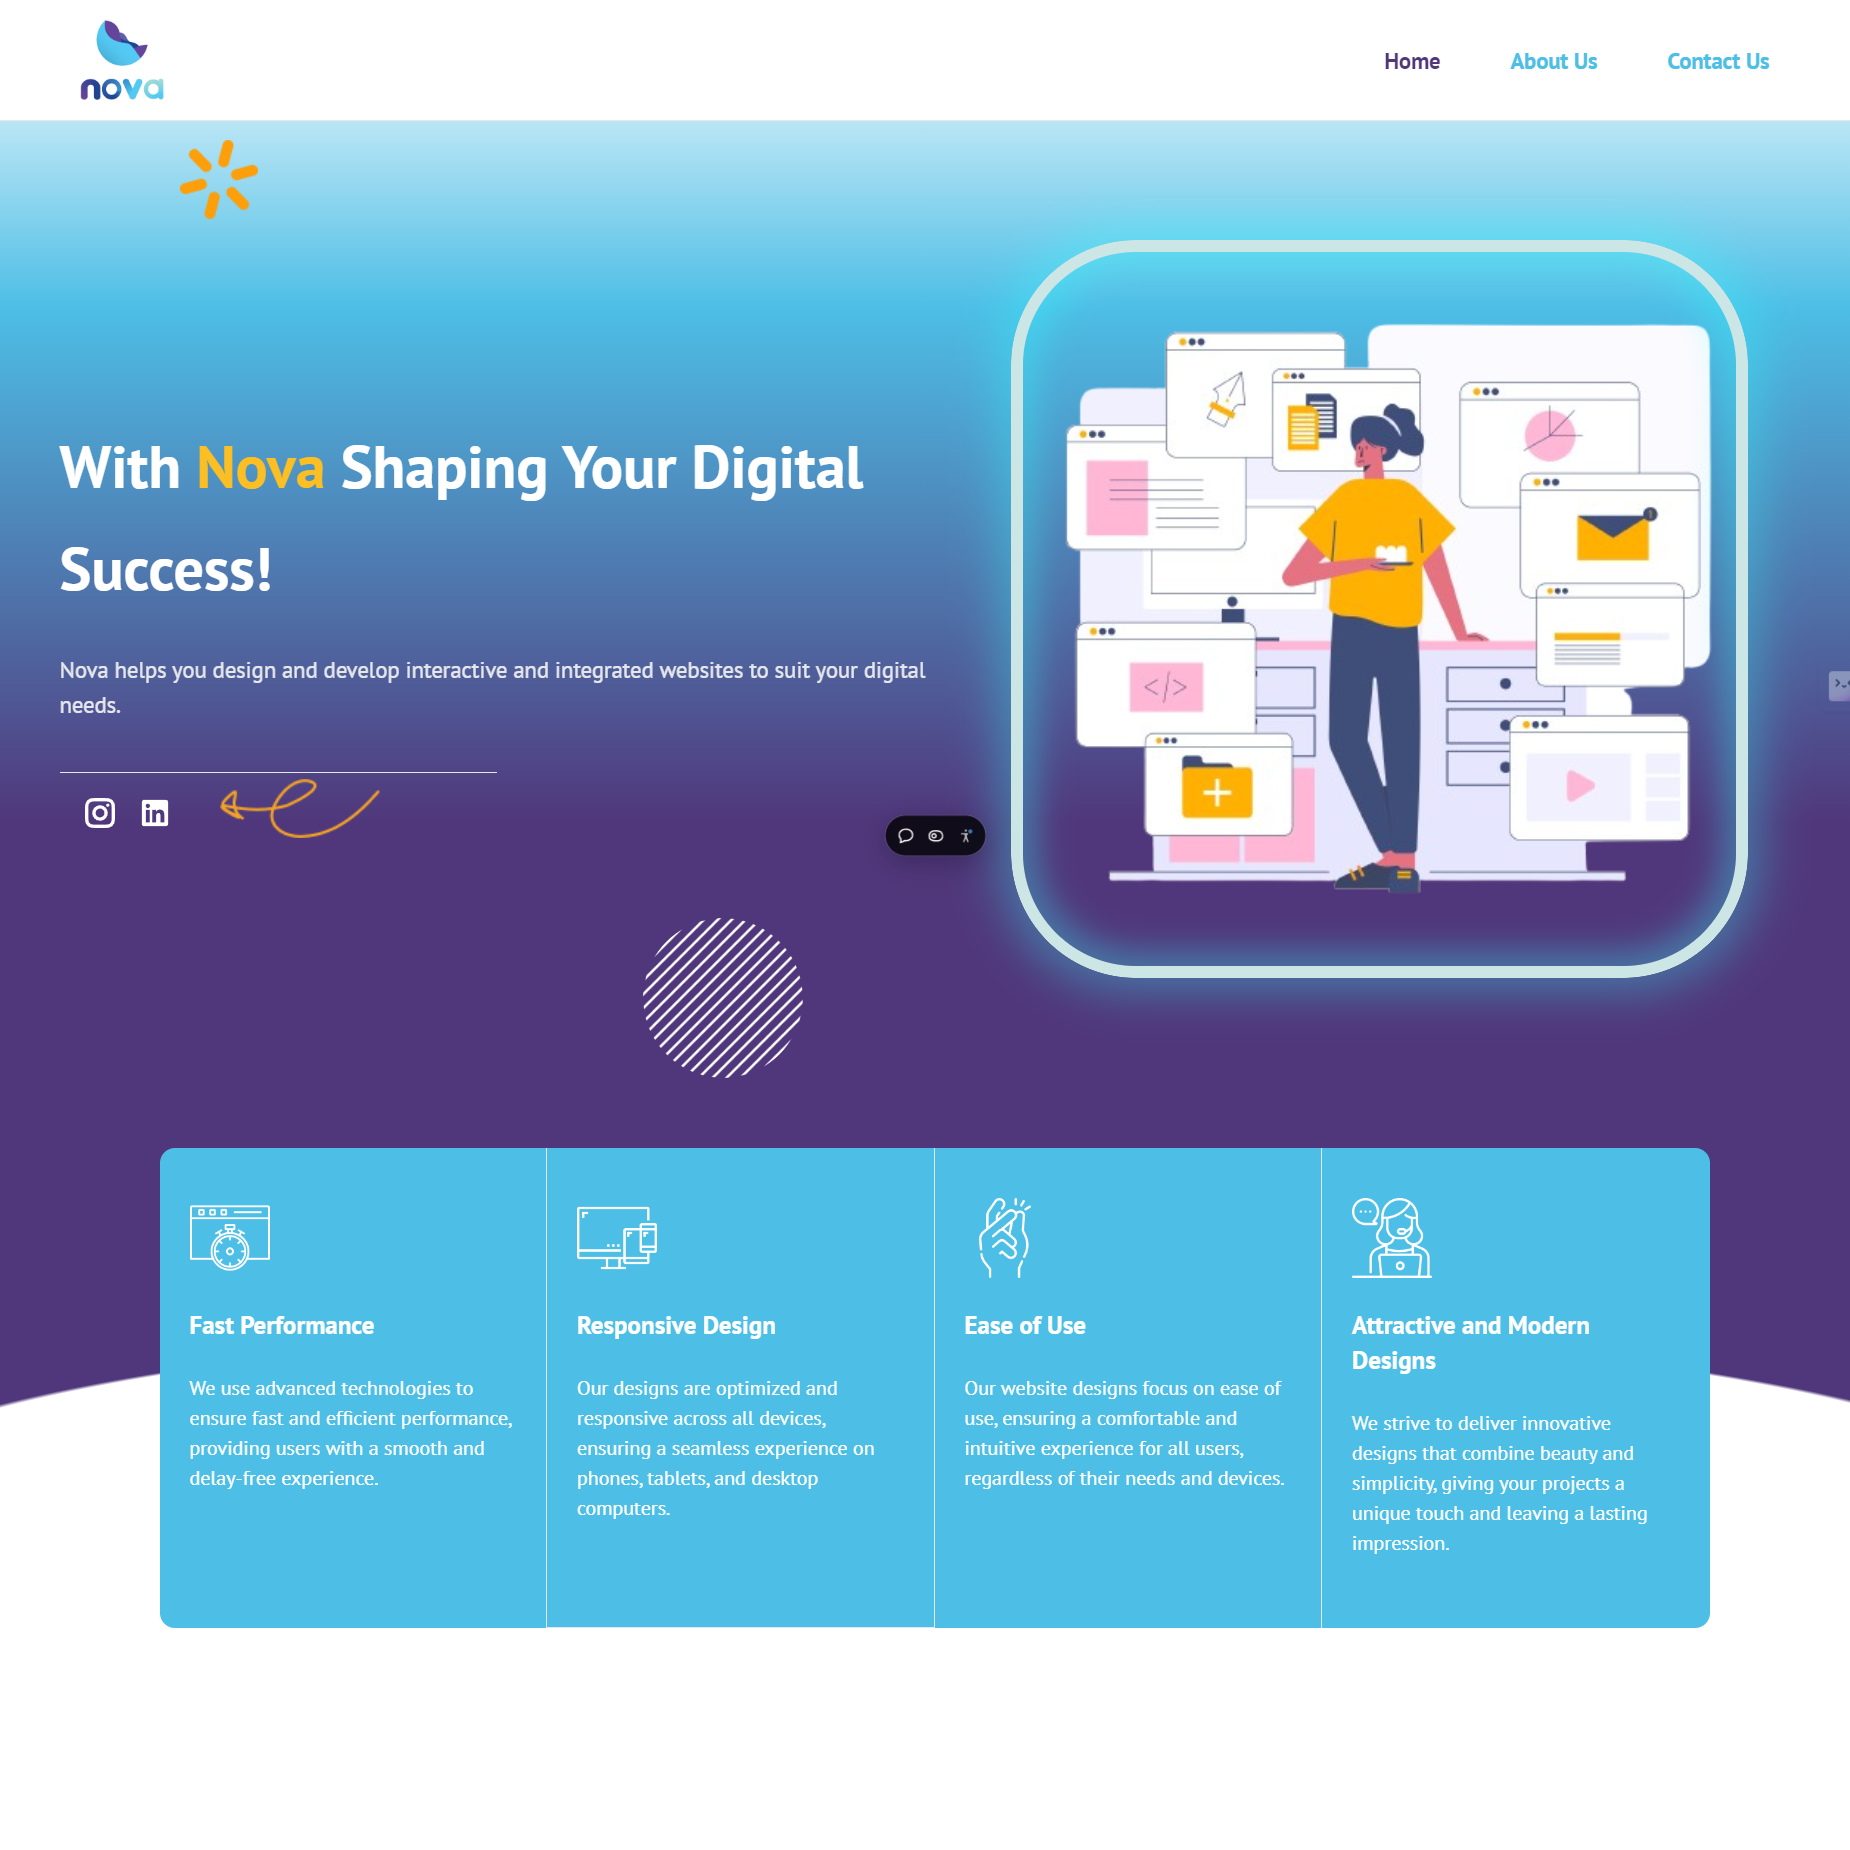 nova
Home
About Us
Contact Us
With Nova Shaping Your Digital
Success!
Nova helps you design and develop interactive and integrated websites to suit your digital
needs.
</>
Fast Performance
We use advanced technologies to
ensure fast and efficient performance,
providing users with a smooth and
delay-free experience.
Responsive Design
Our designs are optimized and
responsive across all devices,
ensuring a seamless experience on
phones, tablets, and desktop
computers.
Ease of Use
Our website designs focus on ease of
use, ensuring a comfortable and
intuitive experience for all users,
regardless of their needs and devices.
Attractive and Modern
Designs
We strive to deliver innovative
designs that combine beauty and
simplicity, giving your projects a
unique touch and leaving a lasting
impression.